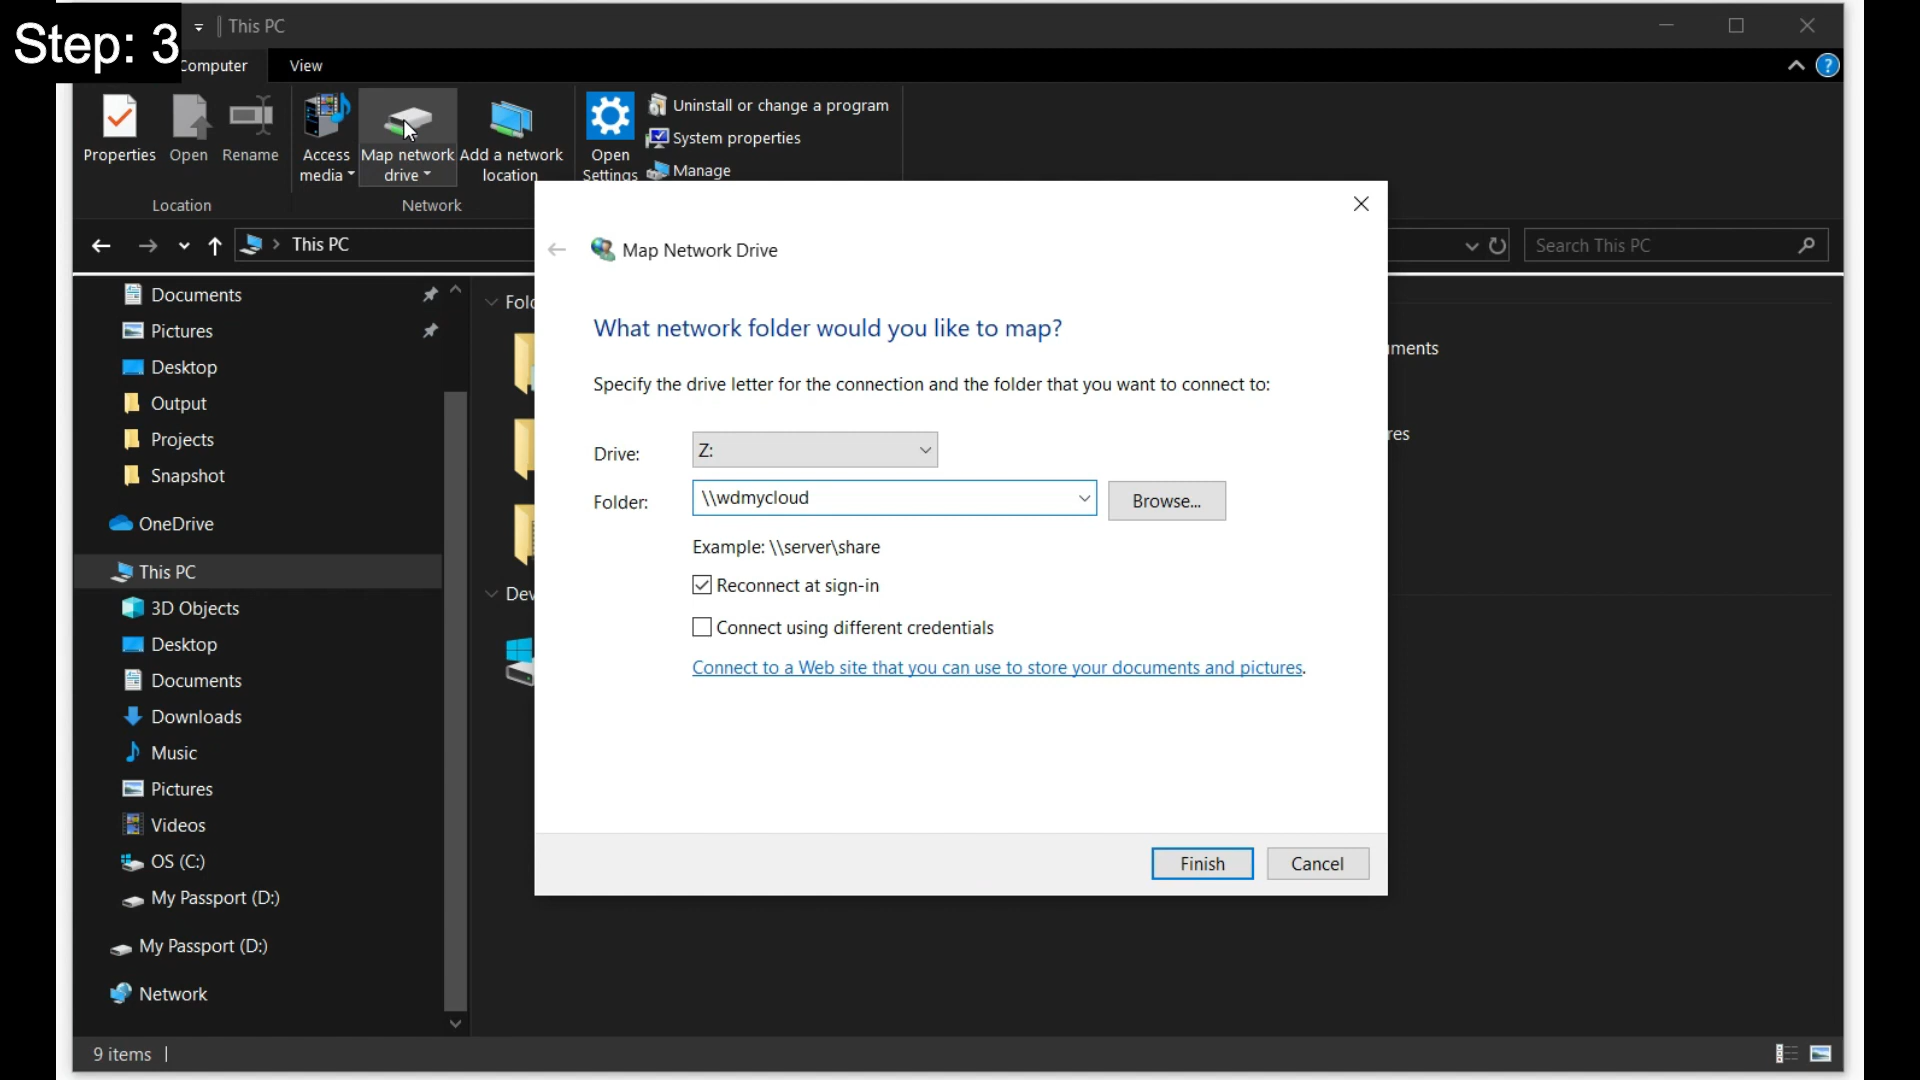 Step: 3
This PC
Computer
View
Properties
Open
Rename
Access media
Map network drive
Add a network location
Open Settings
Uninstall or change a program
System properties
Manage
Location
Network
This PC
Search This PC
Documents
Pictures
Desktop
Output
Projects
Snapshot
OneDrive
This PC
3D Objects
Desktop
Documents
Downloads
Music
Pictures
Videos
OS (C:)
My Passport (D:)
My Passport (D:)
Network
9 items
Map Network Drive
What network folder would you like to map?
Specify the drive letter for the connection and the folder that you want to connect to:
Drive:
Z:
Folder:
\\wdmycloud
Browse...
Example: \\server\share
Reconnect at sign-in
Connect using different credentials
Connect to a Web site that you can use to store your documents and pictures.
Finish
Cancel